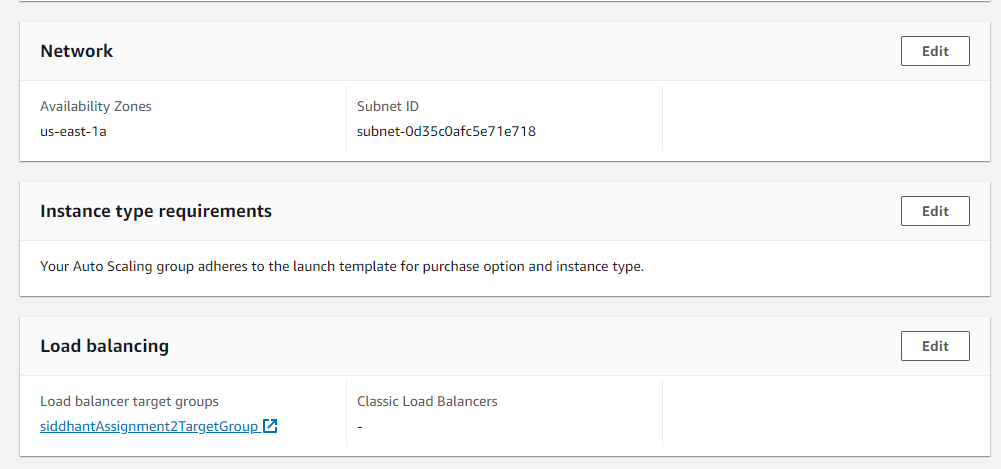 Network
Edit
Availability Zones
Subnet ID
us-east-1a
subnet-0d35c0afc5e71e718
Instance type requirements
Edit
Your Auto Scaling group adheres to the launch template for purchase option and instance type.
Load balancing
Edit
Load balancer target groups
Classic Load Balancers
siddhantAssignment2TargetGroup
-